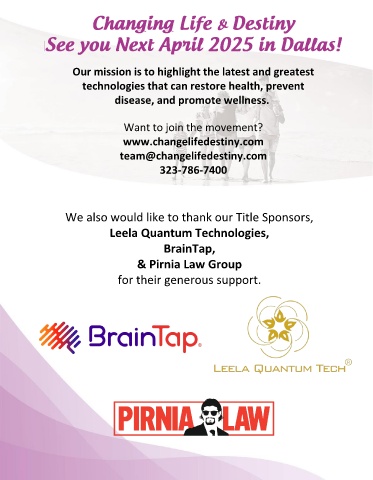 Changing Life & Destiny
See you Next April 2025 in Dallas!
Our mission is to highlight the latest and greatest
technologies that can restore health, prevent
disease, and promote wellness.
Want to join the movement?
www.changelifedestiny.com
team@changelifedestiny.com
323-786-7400
We also would like to thank our Title Sponsors,
Leela Quantum Technologies,
BrainTap,
& Pirnia Law Group
for their generous support.
BrainTap®
LEELA QUANTUM TECH®
PIRNIA LAW